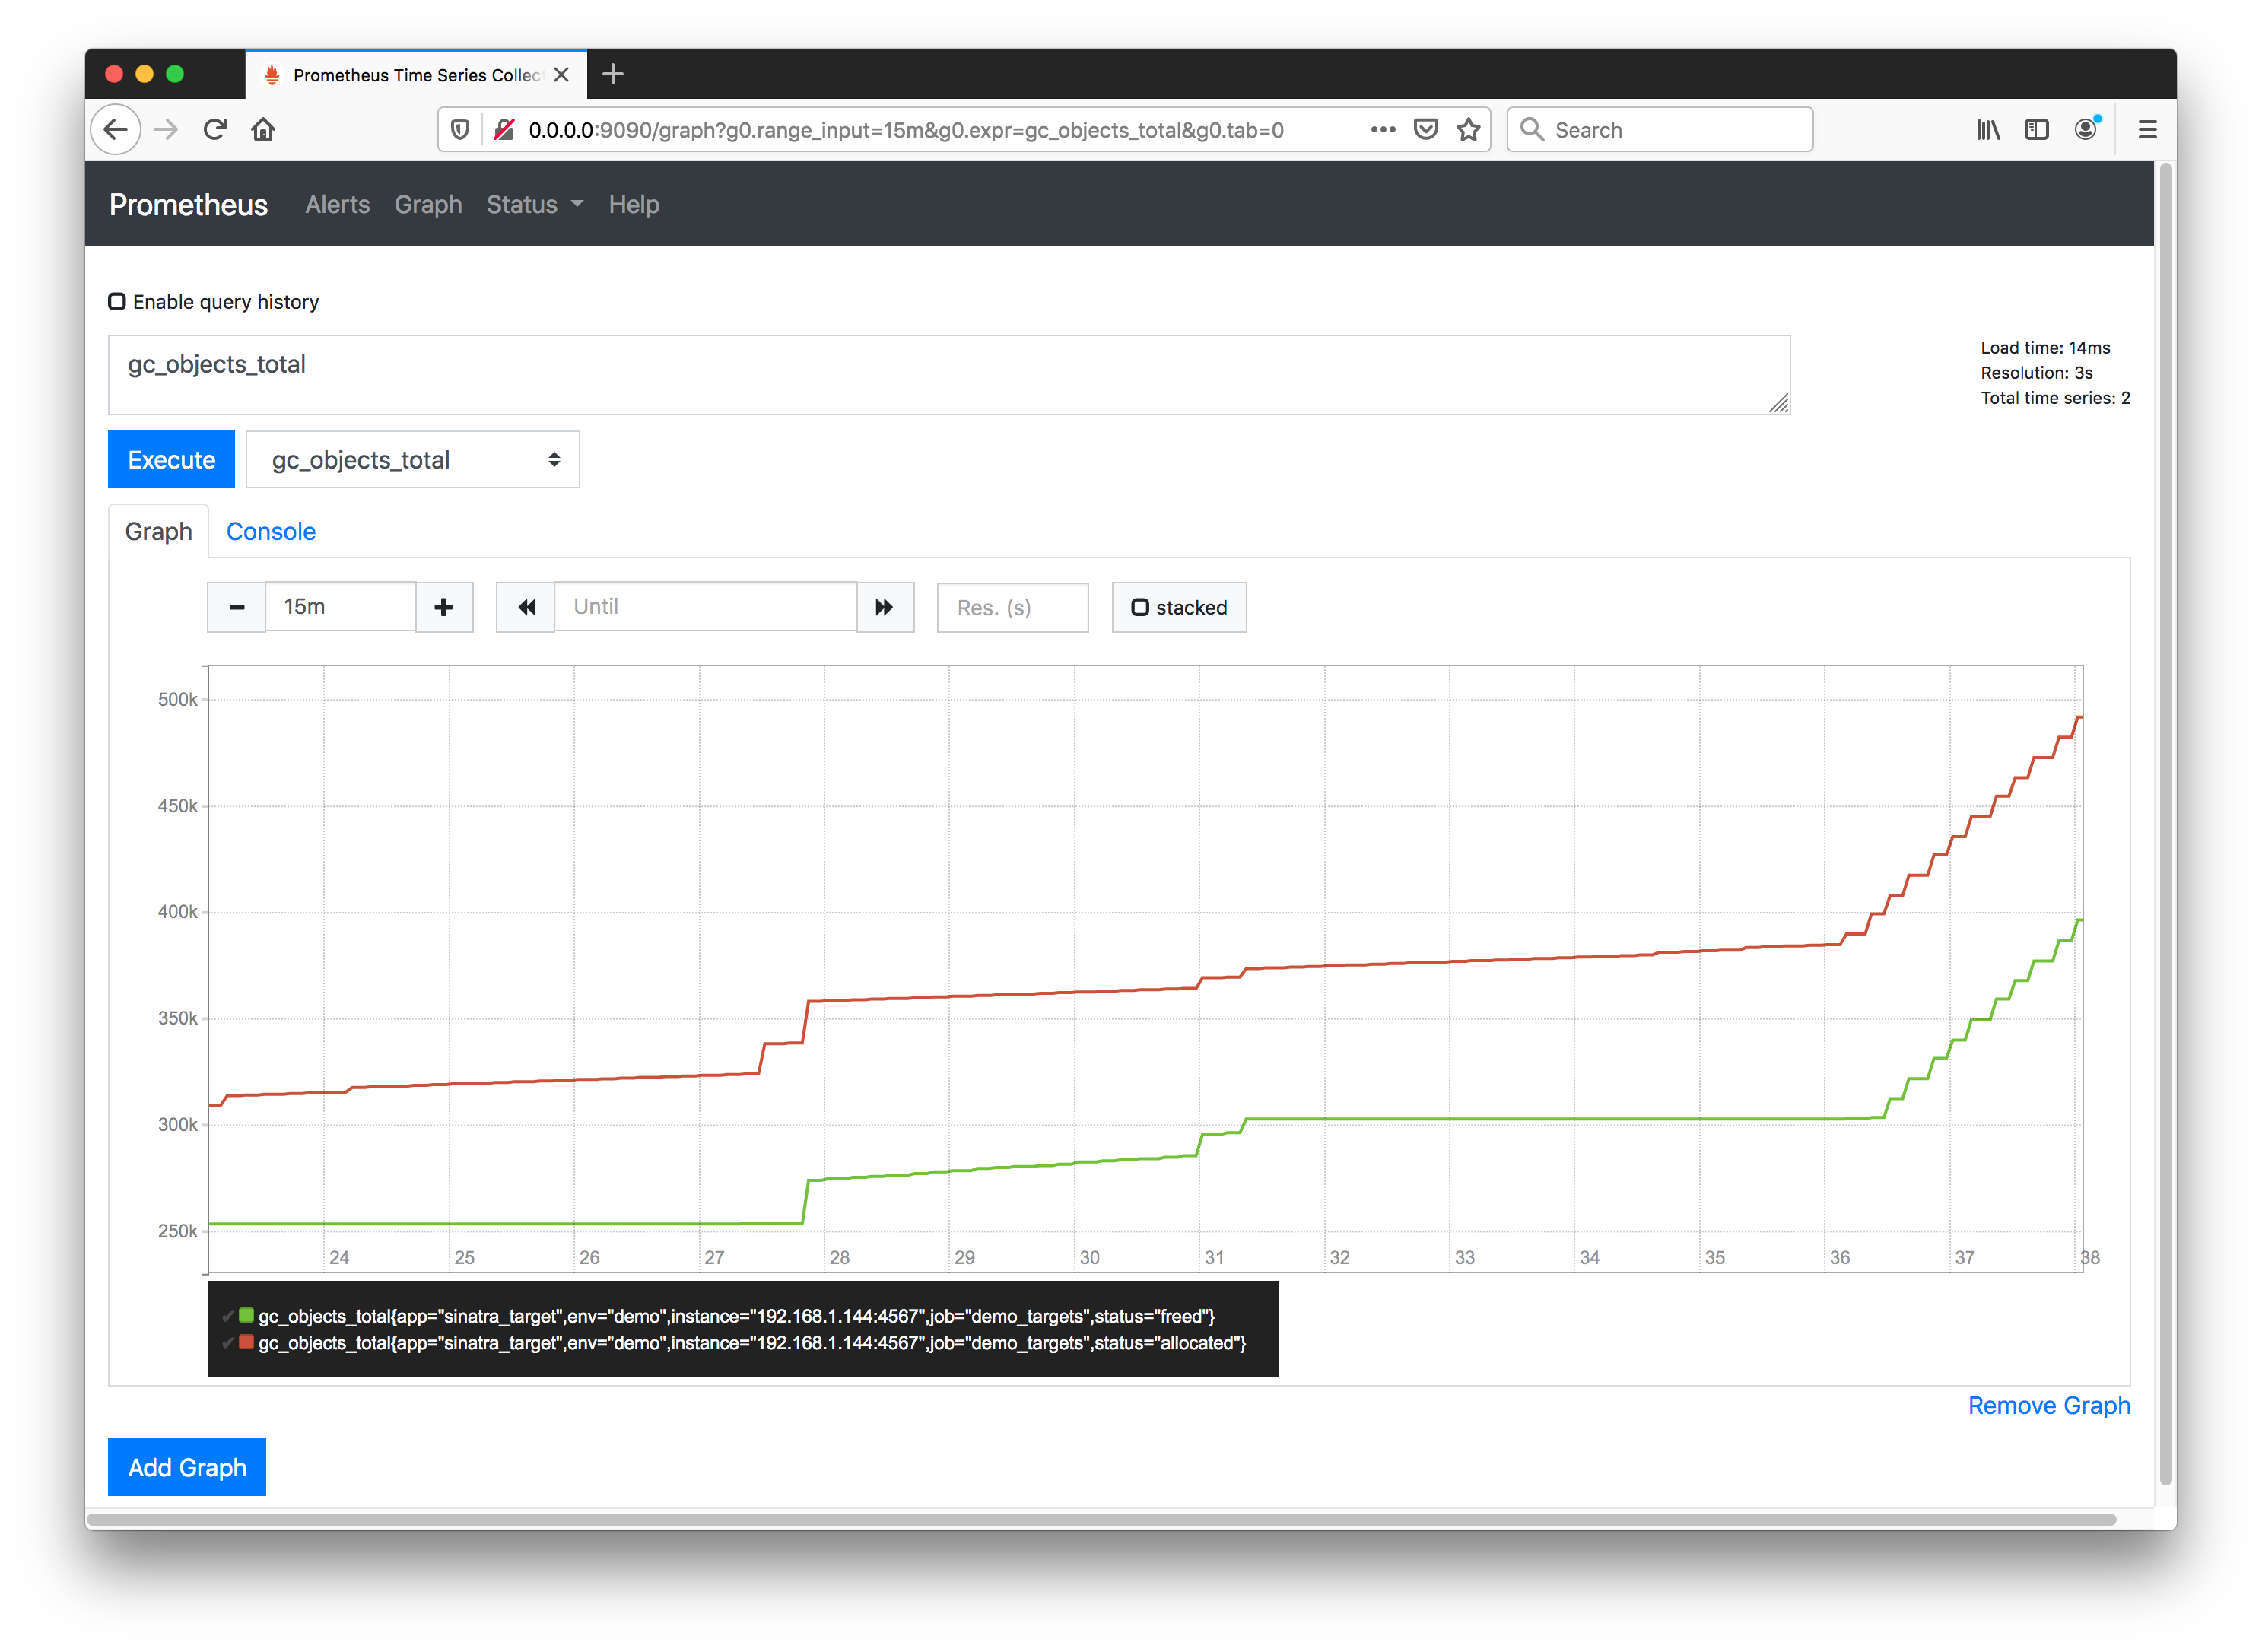 Prometheus Time Series Collec
0.0.0.0:9090/graph?g0.range_input=15m&g0.expr=gc_objects_total&g0.tab=0
Search
Prometheus Alerts Graph Status Help
Enable query history
gc_objects_total
Load time: 14ms
Resolution: 3s
Total time series: 2
Execute gc_objects_total
Graph Console
15m Until Res. (s) stacked
500k
450k
400k
350k
300k
250k
24 25 26 27 28 29 30 31 32 33 34 35 36 37 38
gc_objects_total{app="sinatra_target",env="demo",instance="192.168.1.144:4567",job="demo_targets",status="freed"}
gc_objects_total{app="sinatra_target",env="demo",instance="192.168.1.144:4567",job="demo_targets",status="allocated"}
Remove Graph
Add Graph